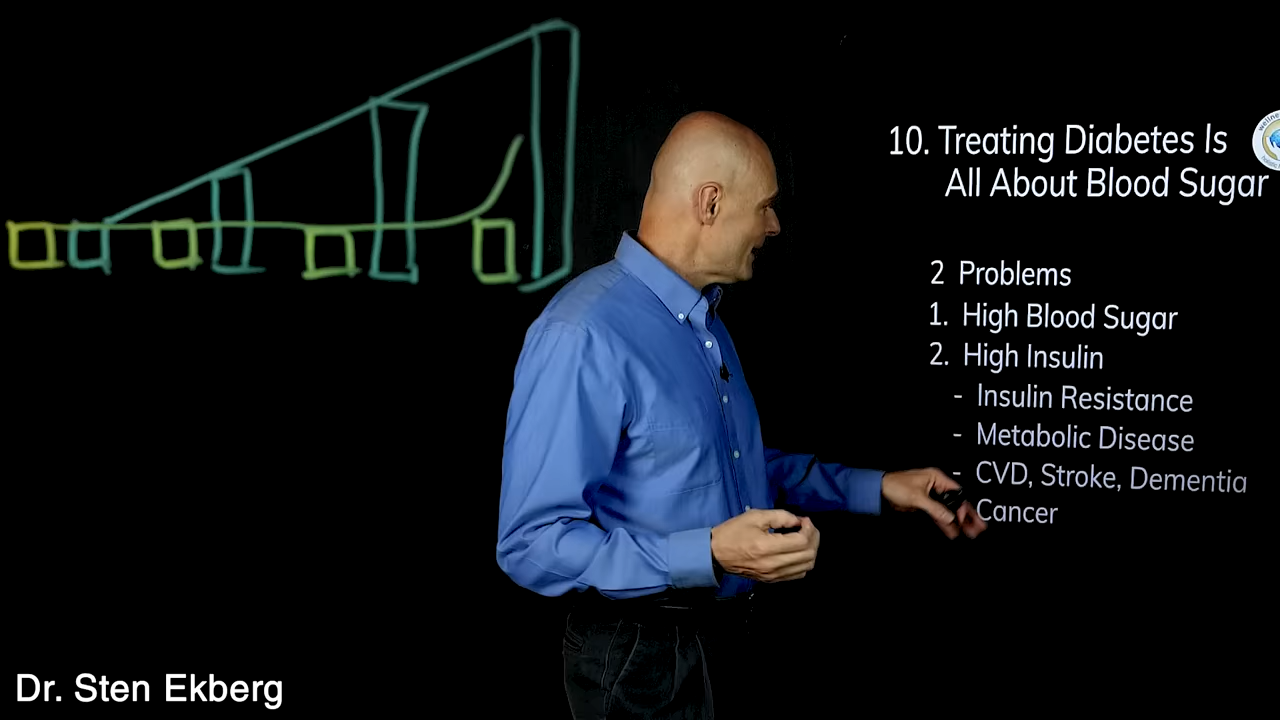 10. Treating Diabetes Is
All About Blood Sugar
2 Problems
1. High Blood Sugar
2. High Insulin
- Insulin Resistance
- Metabolic Disease
- CVD, Stroke, Dementia
Cancer
Dr. Sten Ekberg